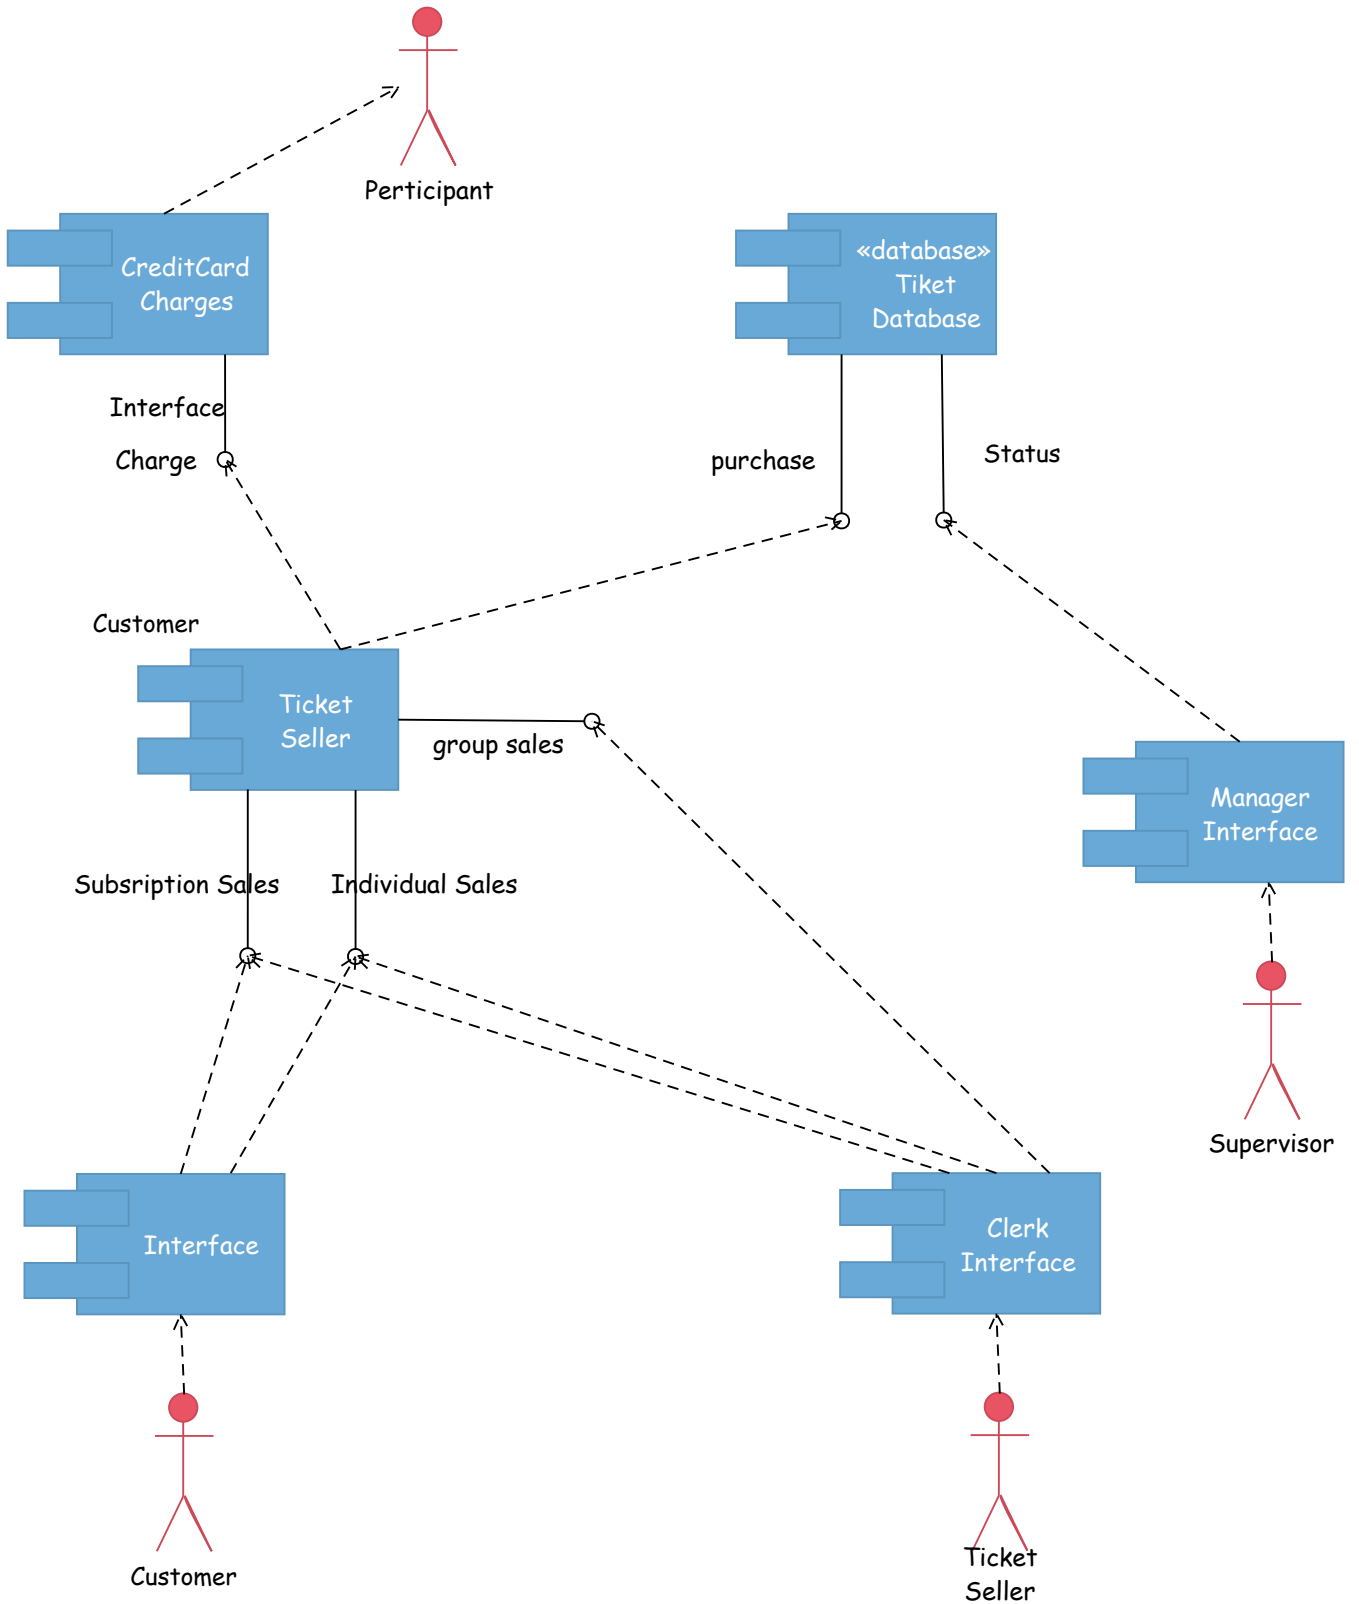 Perticipant
CreditCard
Charges
«database»
Tiket
Database
Interface
Charge
purchase
Status
Customer
Ticket
Seller
group sales
Manager
Interface
Subsription Sales
Individual Sales
Supervisor
Interface
Clerk
Interface
Customer
Ticket
Seller